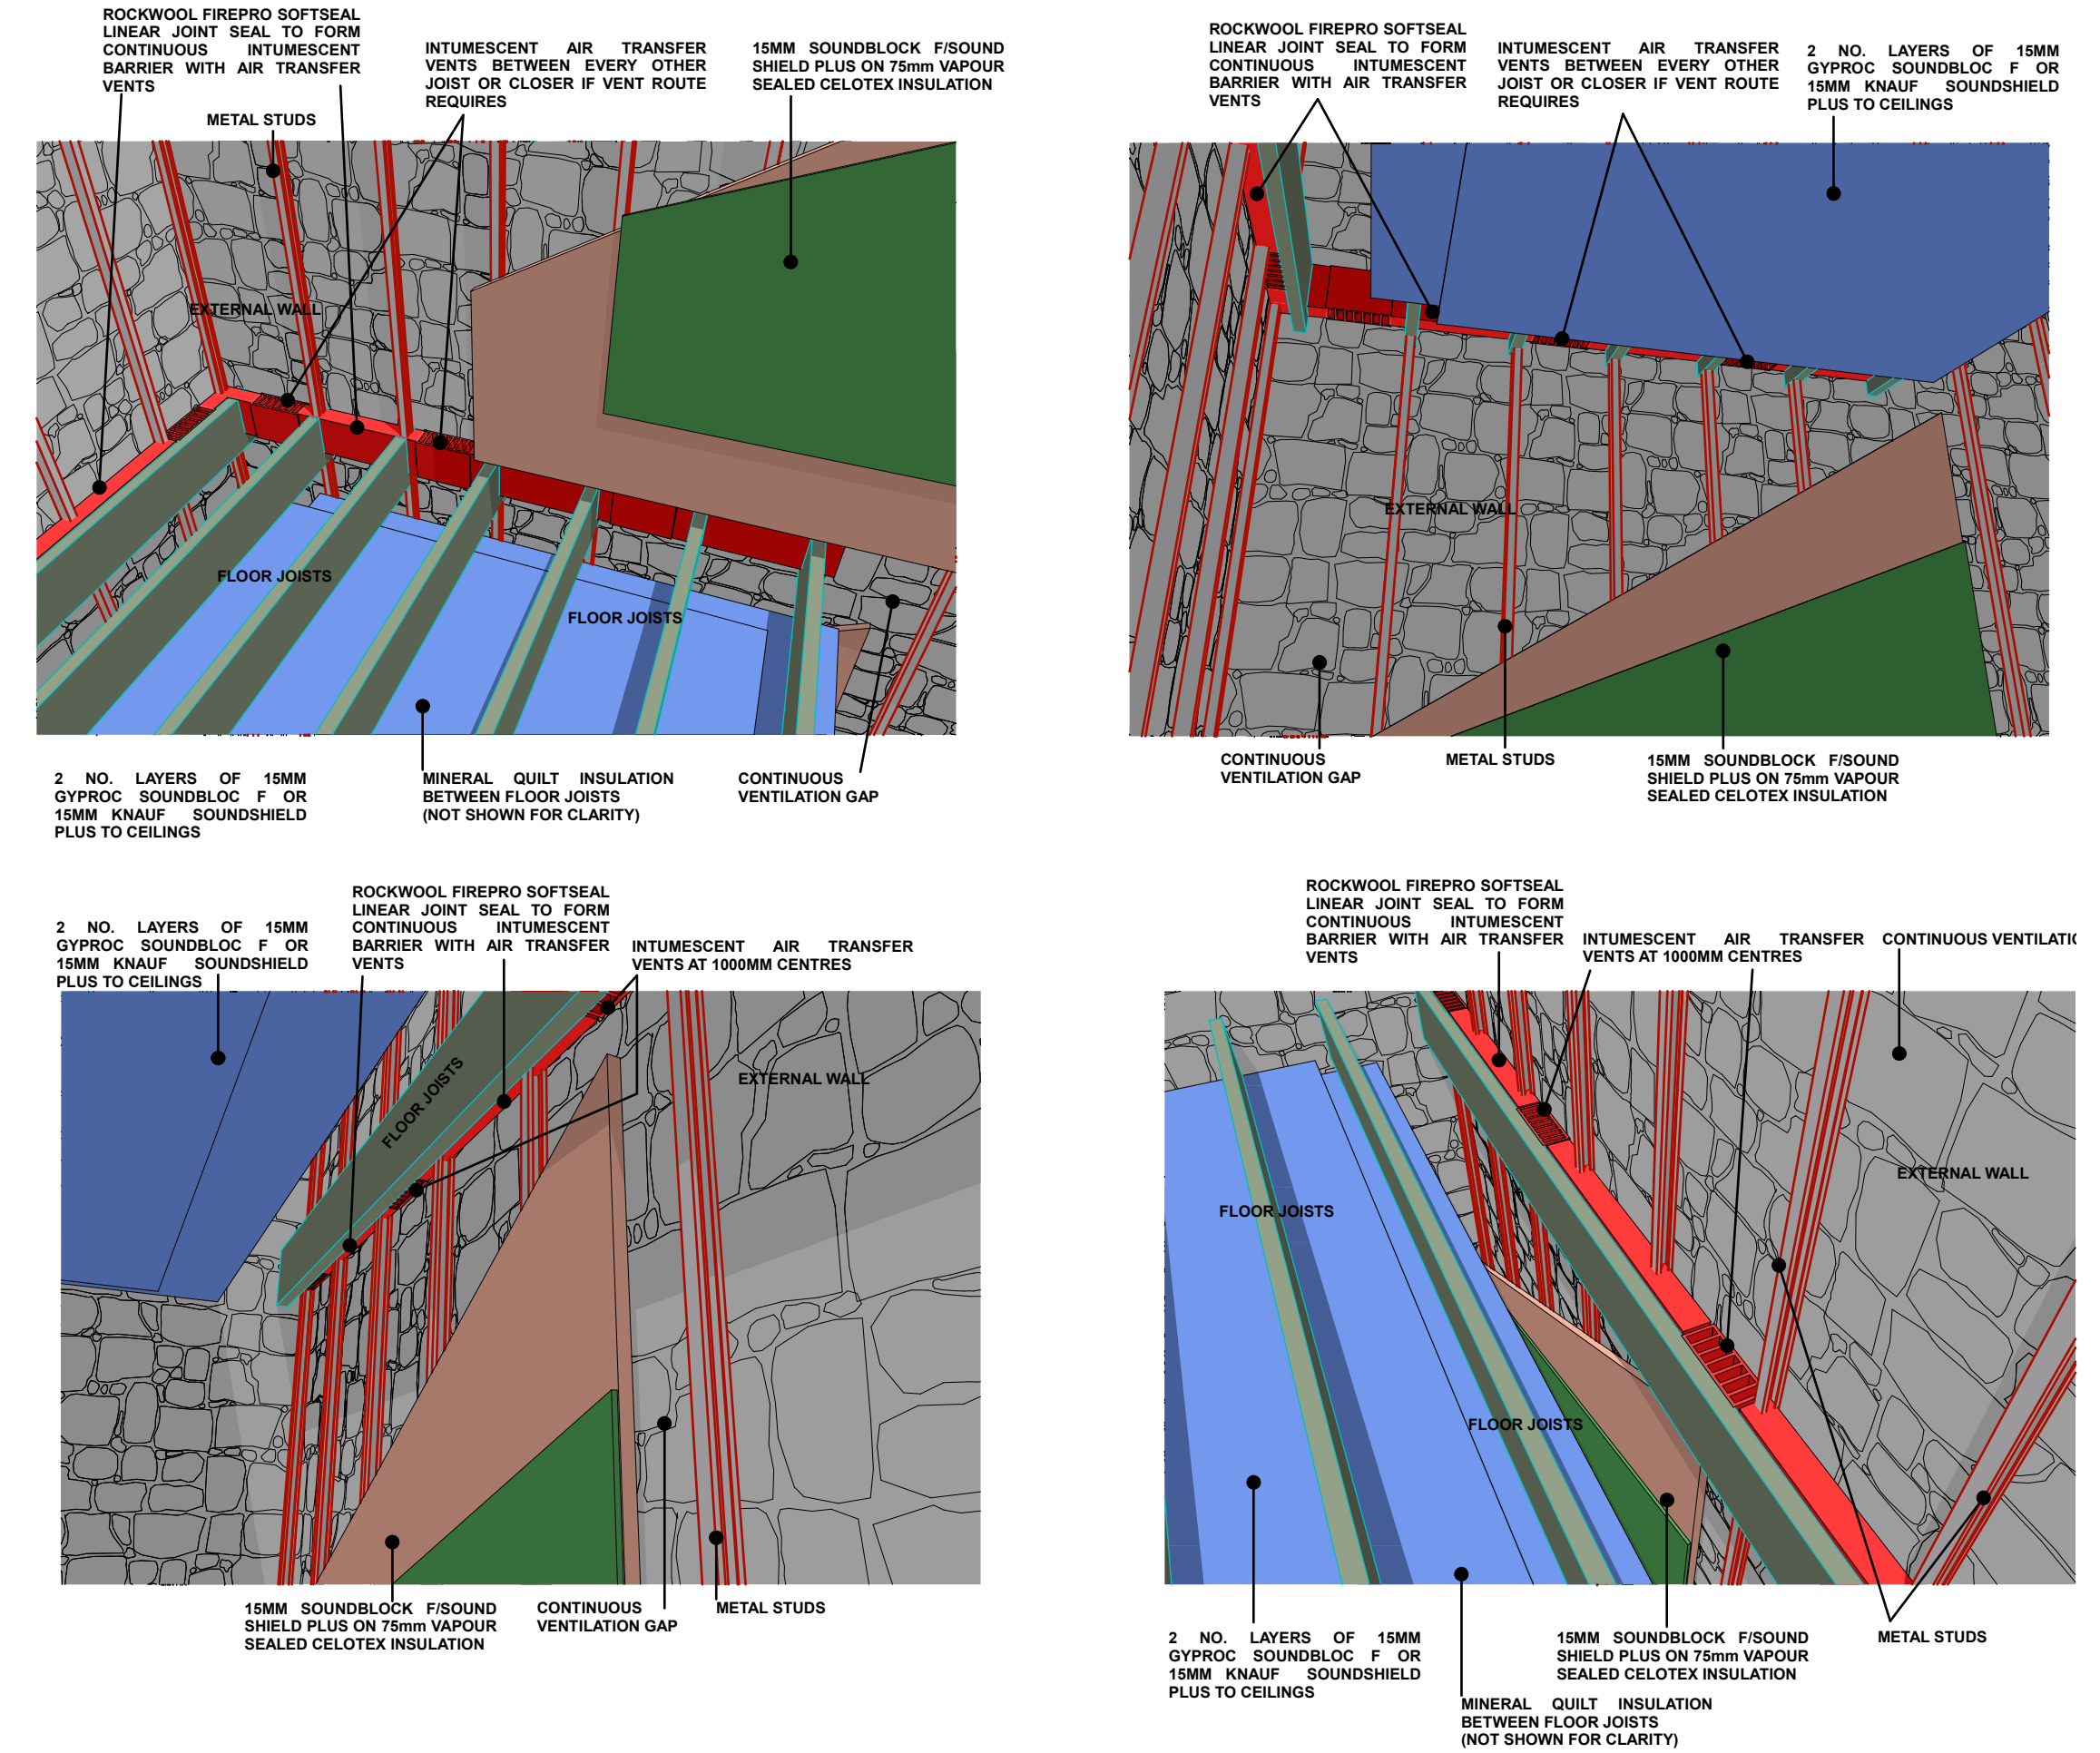 ROCKWOOL FIREPRO SOFTSEAL
LINEAR JOINT SEAL TO FORM
CONTINUOUS INTUMESCENT
BARRIER WITH AIR TRANSFER
VENTS
INTUMESCENT AIR TRANSFER
VENTS BETWEEN EVERY OTHER
JOIST OR CLOSER IF VENT ROUTE
REQUIRES
15MM SOUNDBLOCK F/SOUND
SHIELD PLUS ON 75mm VAPOUR
SEALED CELOTEX INSULATION
METAL STUDS
EXTERNAL WALL
FLOOR JOISTS
FLOOR JOISTS
2 NO. LAYERS OF 15MM
GYPROC SOUNDBLOC F OR
15MM KNAUF SOUNDSHIELD
PLUS TO CEILINGS
MINERAL QUILT INSULATION
BETWEEN FLOOR JOISTS
(NOT SHOWN FOR CLARITY)
CONTINUOUS
VENTILATION GAP
ROCKWOOL FIREPRO SOFTSEAL
LINEAR JOINT SEAL TO FORM
CONTINUOUS INTUMESCENT
BARRIER WITH AIR TRANSFER
VENTS
INTUMESCENT AIR TRANSFER
VENTS BETWEEN EVERY OTHER
JOIST OR CLOSER IF VENT ROUTE
REQUIRES
2 NO. LAYERS OF 15MM
GYPROC SOUNDBLOC F OR
15MM KNAUF SOUNDSHIELD
PLUS TO CEILINGS
EXTERNAL WALL
CONTINUOUS
VENTILATION GAP
METAL STUDS
15MM SOUNDBLOCK F/SOUND
SHIELD PLUS ON 75mm VAPOUR
SEALED CELOTEX INSULATION
2 NO. LAYERS OF 15MM
GYPROC SOUNDBLOC F OR
15MM KNAUF SOUNDSHIELD
PLUS TO CEILINGS
ROCKWOOL FIREPRO SOFTSEAL
LINEAR JOINT SEAL TO FORM
CONTINUOUS INTUMESCENT
BARRIER WITH AIR TRANSFER
VENTS
INTUMESCENT AIR TRANSFER
VENTS AT 1000MM CENTRES
FLOOR JOISTS
EXTERNAL WALL
15MM SOUNDBLOCK F/SOUND
SHIELD PLUS ON 75mm VAPOUR
SEALED CELOTEX INSULATION
CONTINUOUS
VENTILATION GAP
METAL STUDS
ROCKWOOL FIREPRO SOFTSEAL
LINEAR JOINT SEAL TO FORM
CONTINUOUS INTUMESCENT
BARRIER WITH AIR TRANSFER
VENTS
INTUMESCENT AIR TRANSFER
VENTS AT 1000MM CENTRES
CONTINUOUS
EXTERNAL WALL
FLOOR JOISTS
FLOOR JOISTS
2 NO. LAYERS OF 15MM
GYPROC SOUNDBLOC F OR
15MM KNAUF SOUNDSHIELD
PLUS TO CEILINGS
15MM SOUNDBLOCK F/SOUND
SHIELD PLUS ON 75mm VAPOUR
SEALED CELOTEX INSULATION
METAL STUDS
MINERAL QUILT INSULATION
BETWEEN FLOOR JOISTS
(NOT SHOWN FOR CLARITY)